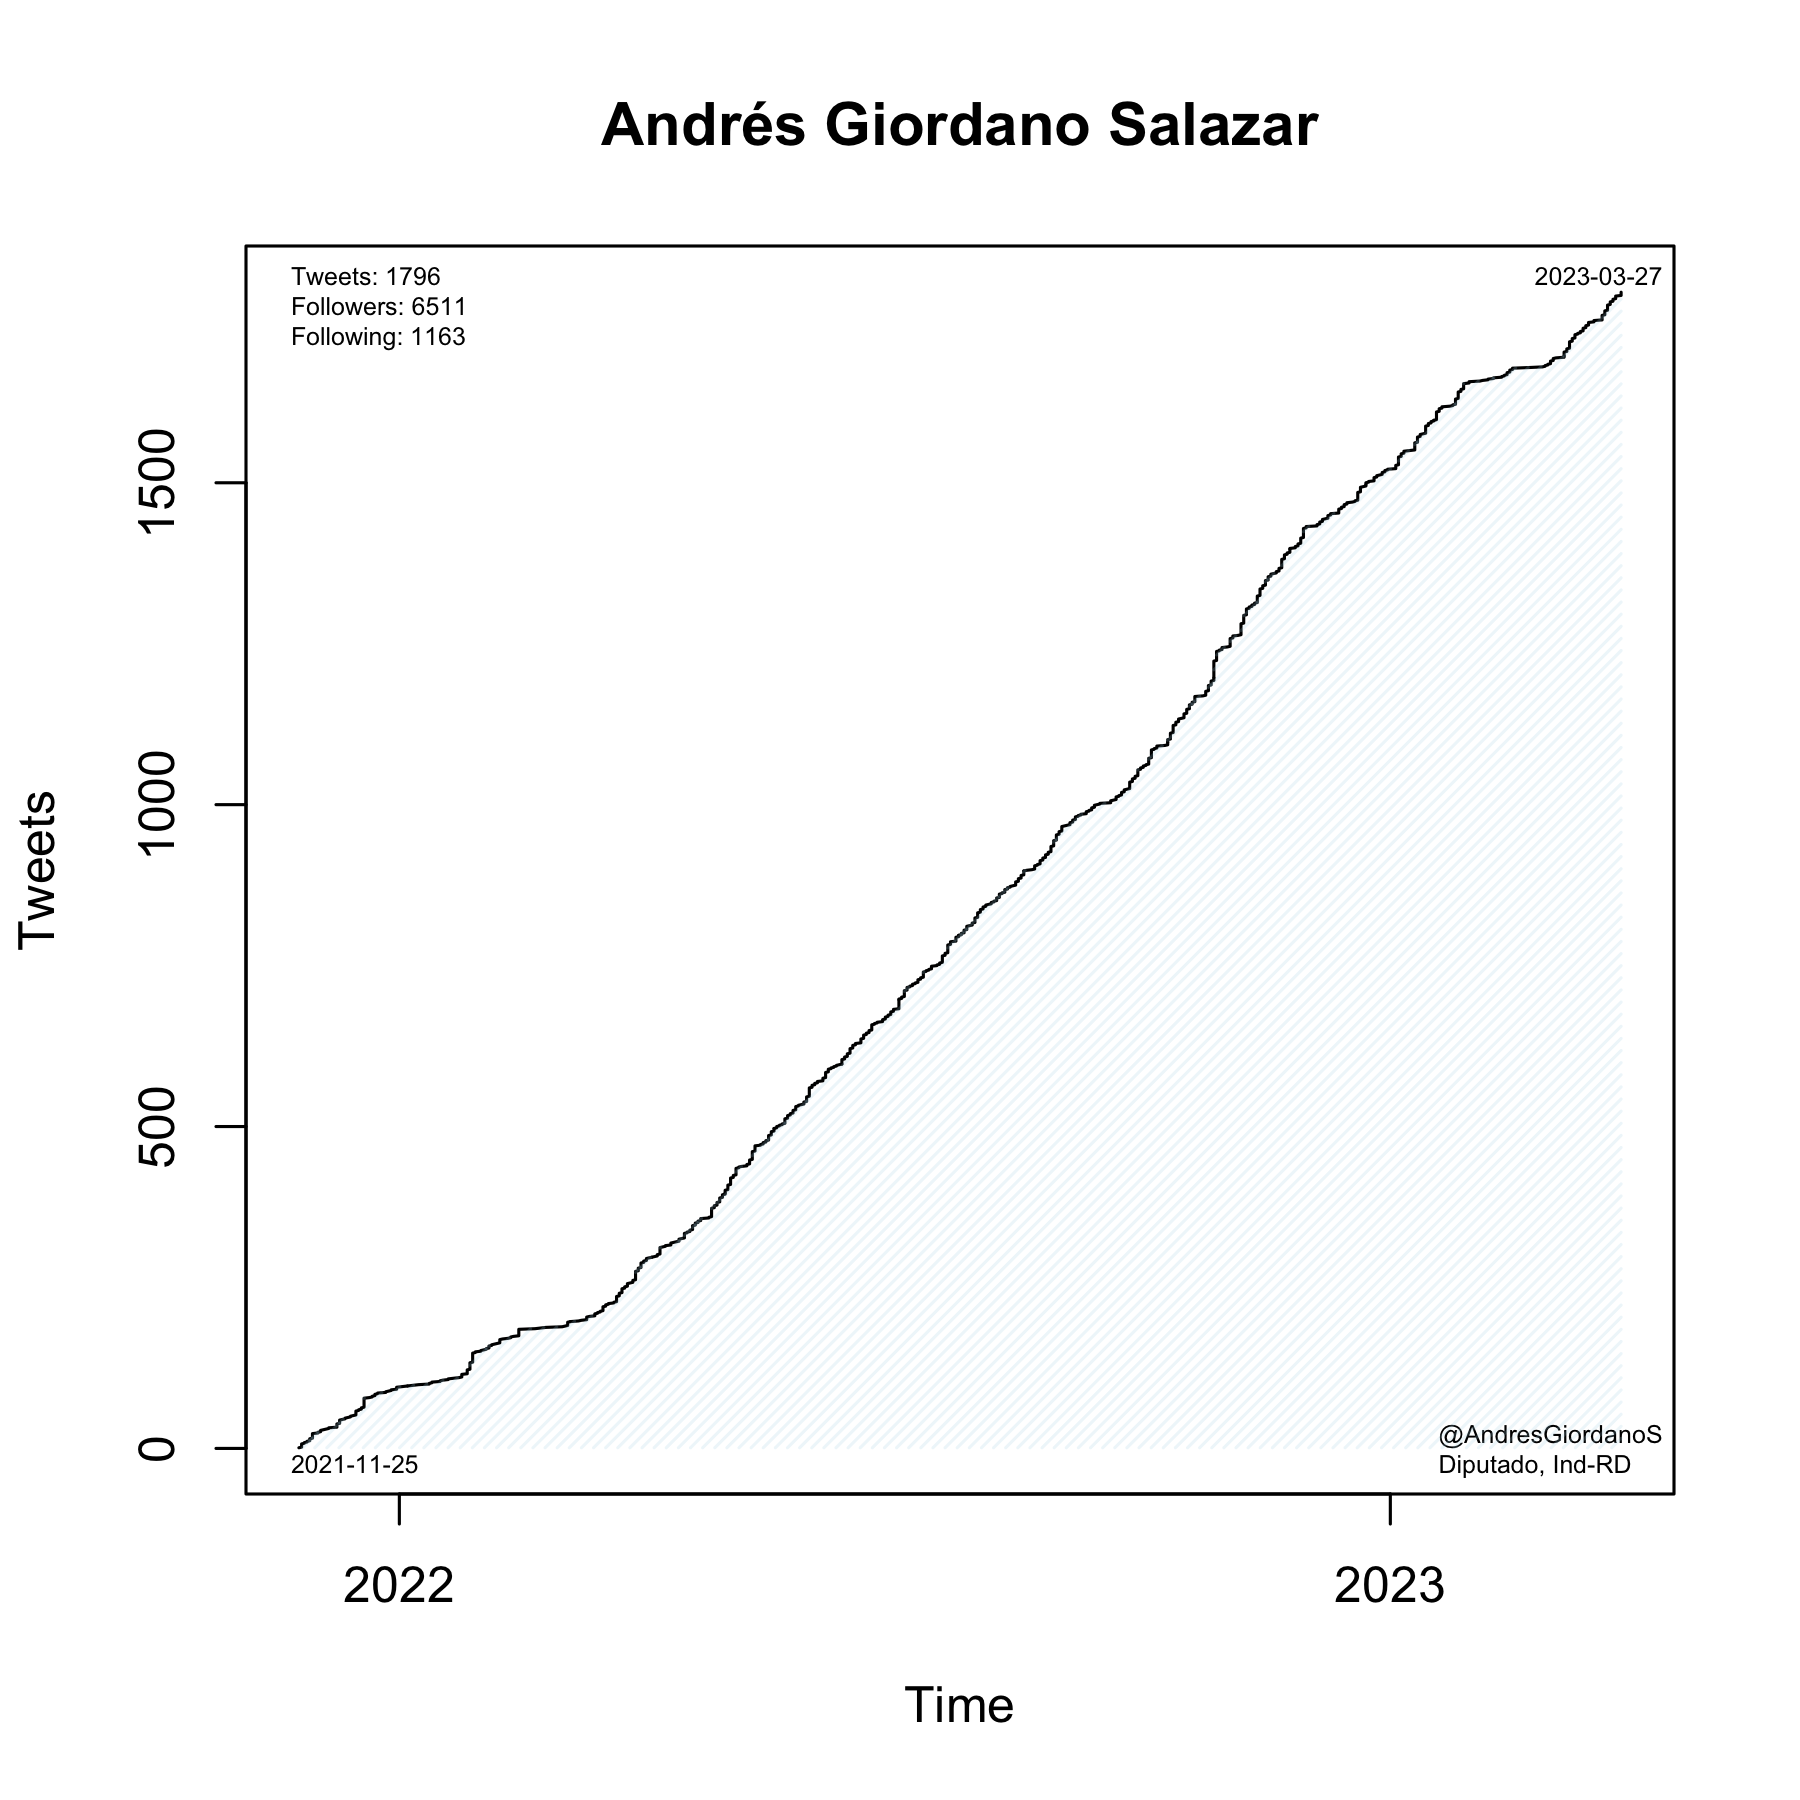 Andrés Giordano Salazar
Tweets: 1796
Followers: 6511
Following: 1163
2023-03-27
1500
1000
500
0
Tweets
2021-11-25
@AndresGiordanoS
Diputado, Ind-RD
2022
2023
Time